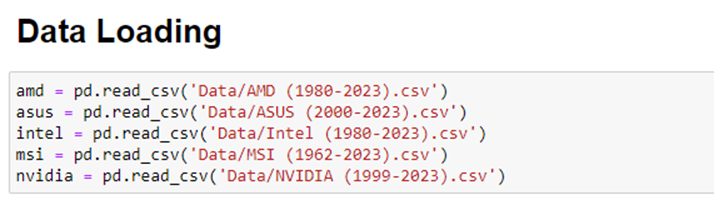 Data Loading
amd = pd.read_csv('Data/AMD (1980-2023).csv')
asus = pd.read_csv('Data/ASUS (2000-2023).csv')
intel = pd.read_csv('Data/Intel (1980-2023).csv')
msi = pd.read_csv('Data/MSI (1962-2023).csv')
nvidia = pd.read_csv('Data/NVIDIA (1999-2023).csv')